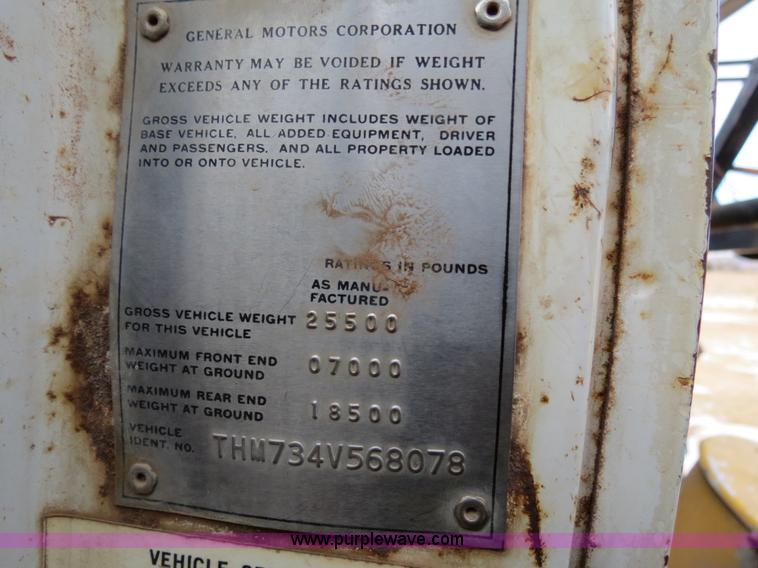 GENERAL MOTORS CORPORATION
WARRANTY MAY BE VOIDED IF WEIGHT
EXCEEDS ANY OF THE RATINGS SHOWN.
GROSS VEHICLE WEIGHT INCLUDES WEIGHT OF
BASE VEHICLE, ALL ADDED EQUIPMENT, DRIVER
AND PASSENGERS, AND ALL PROPERTY LOADED
INTO OR ONTO VEHICLE.
RATINGS IN POUNDS
AS MANU-
FACTURED
GROSS VEHICLE WEIGHT 25500
FOR THIS VEHICLE
MAXIMUM FRONT END
WEIGHT AT GROUND 07000
MAXIMUM REAR END
WEIGHT AT GROUND 18500
VEHICLE
IDENT. NO. THM734V568078
www.purplewave.com
VEHICLE